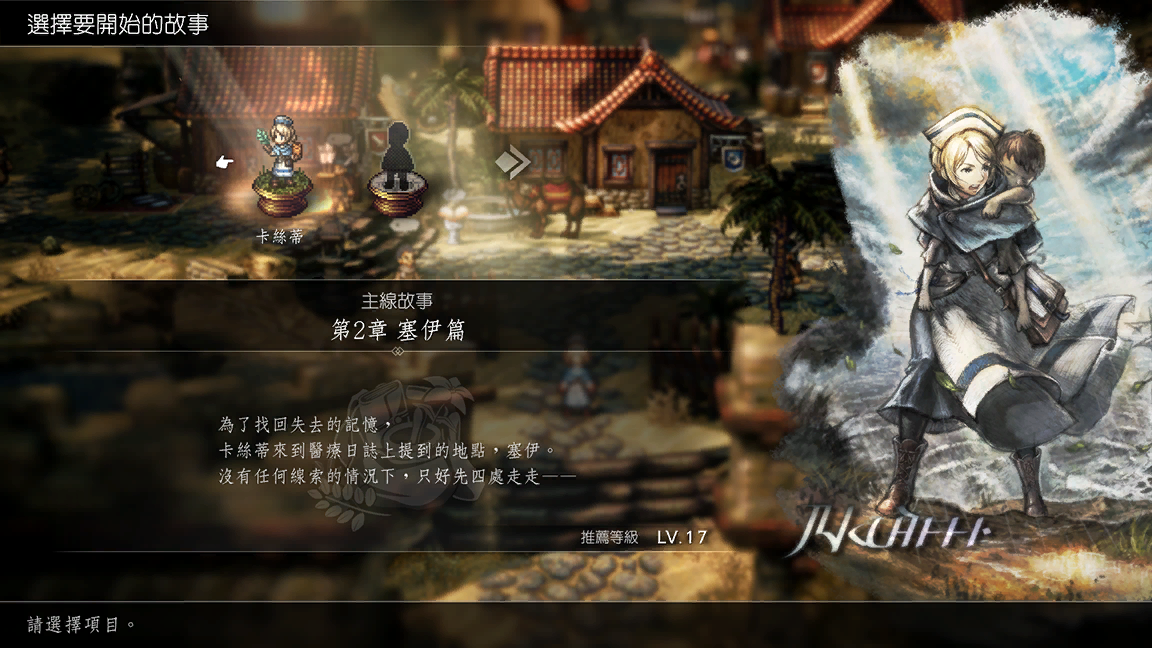 選擇要開始的故事
卡絲蒂
主線故事
第2章 塞伊篇
為了找回失去的記憶，
卡絲蒂來到醫療日誌上提到的地點，塞伊。
沒有任何線索的情況下，只好先四處走走——
推薦等級 LV.17
請選擇項目。